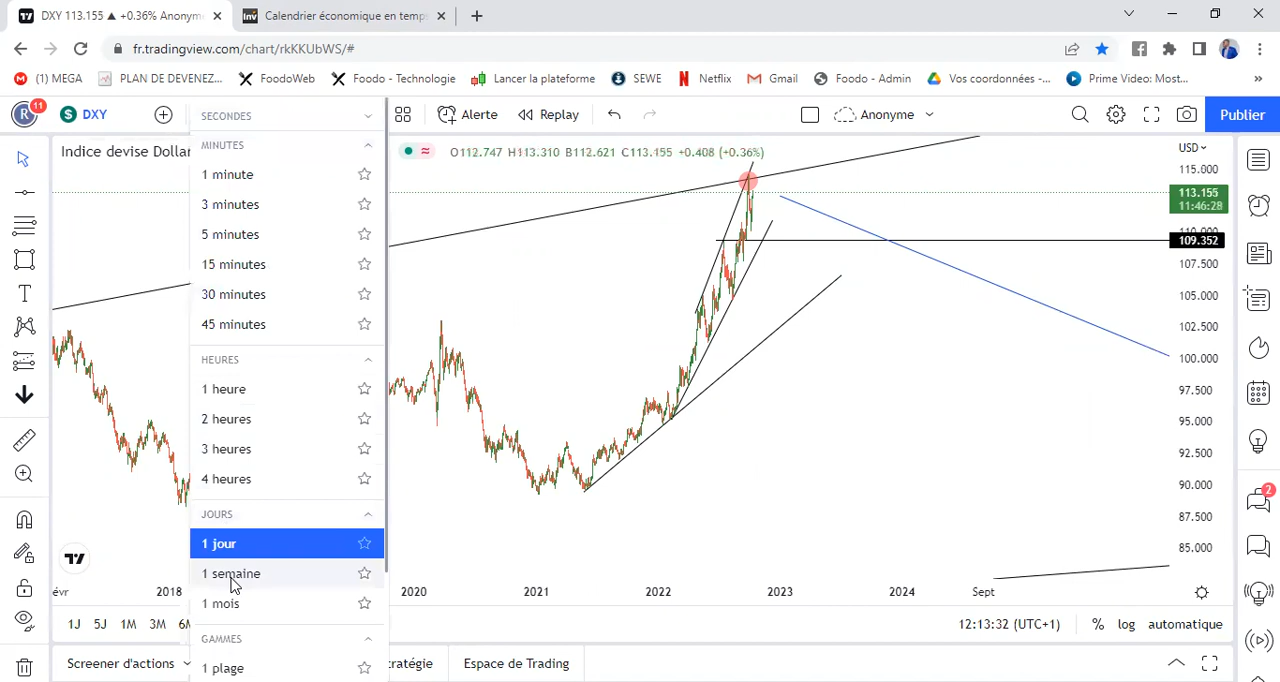 DXY 113.155 ▲ +0.36% Anonym
Calendrier économique en temps
fr.tradingview.com/chart/rkKKUbWS/#
(1) MEGA
PLAN DE DEVENEZ...
FoodoWeb
Foodo - Technologie
Lancer la plateforme
SEWE
Netflix
Gmail
Foodo - Admin
Vos coordonnées -...
Prime Video: Most...
»
R
11
S
DXY
Alerte
Replay
Anonyme
Publier
Indice devise Dollar
O112.747 H113.310 B112.621 C113.155 +0.408 (+0.36%)
SECONDES
MINUTES
1 minute
3 minutes
5 minutes
15 minutes
30 minutes
45 minutes
HEURES
1 heure
2 heures
3 heures
4 heures
JOURS
1 jour
1 semaine
1 mois
GAMMES
1 plage
USD
115.000
113.155
11:46:28
110.000
109.352
107.500
105.000
102.500
100.000
97.500
95.000
92.500
90.000
87.500
85.000
2
évr
2018
2020
2021
2022
2023
2024
Sept
1J
5J
1M
3M
6M
12:13:32 (UTC+1)
%
log
automatique
Screener d'actions
ratégie
Espace de Trading